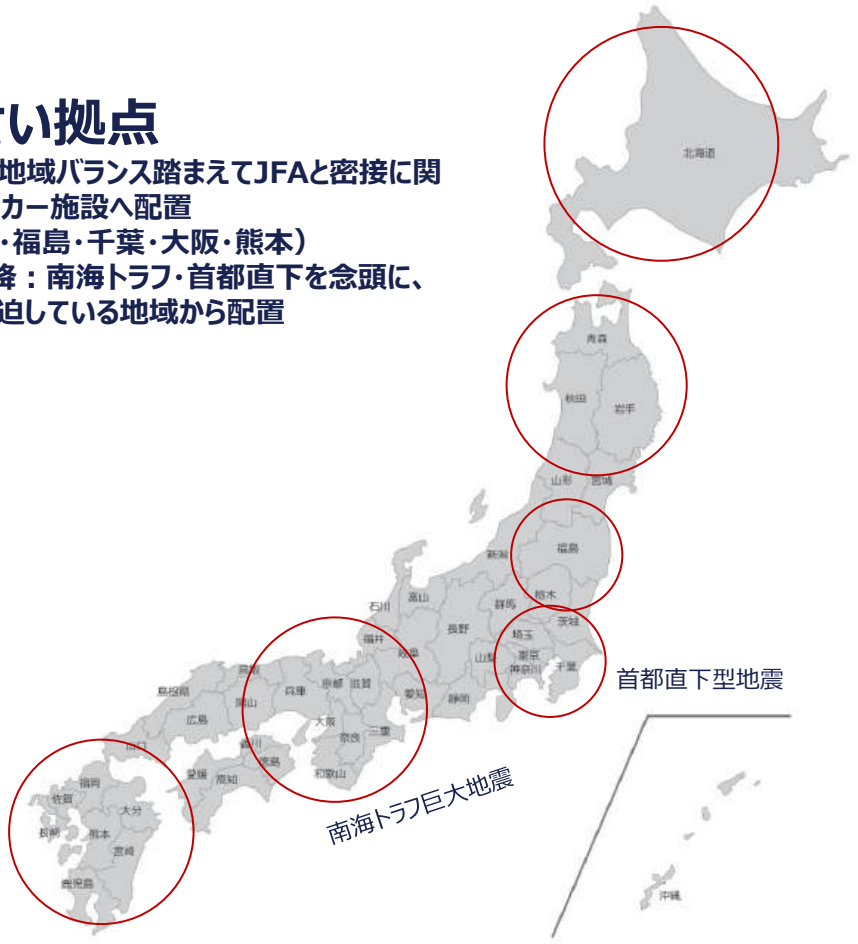 い拠点
地域バランス踏まえてJFAと密接に関
カー施設へ配置
・福島・千葉・大阪・熊本）
降：南海トラフ・首都直下を念頭に、
迫している地域から配置
北海道
青森
秋田
岩手
山形
宮城
福島
新潟
栃木
群馬
茨城
石川
富山
長野
埼玉
福井
岐阜
山梨
東京
神奈川
千葉
首都直下型地震
鳥取
兵庫
京都
滋賀
愛知
静岡
島根県
岡山
広島
大阪
奈良
三重
山口
香川
徳島
愛媛
高知
和歌山
南海トラフ巨大地震
福岡
佐賀
大分
長崎
熊本
宮崎
鹿児島
沖縄